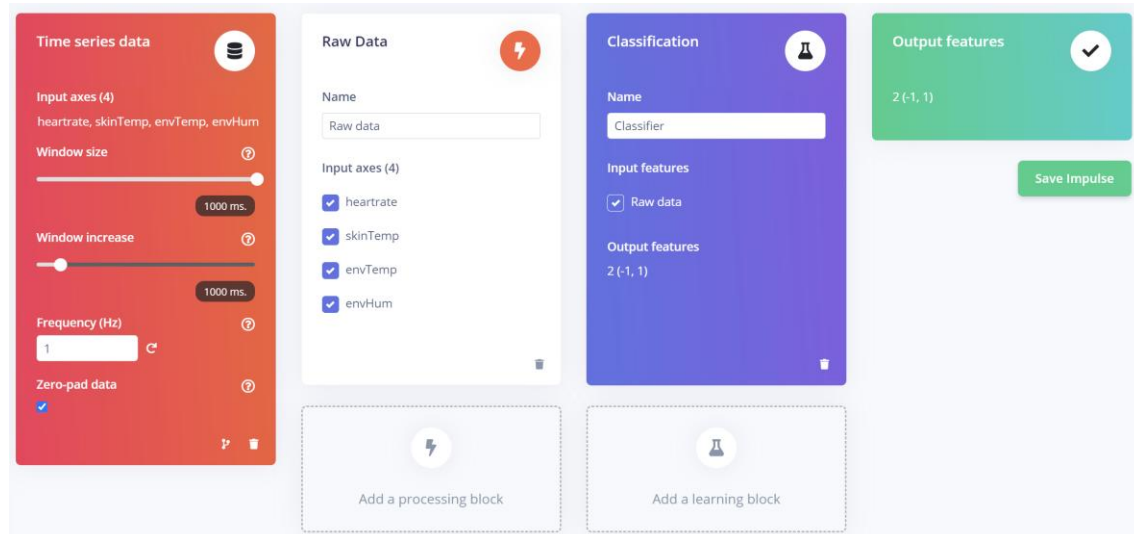 Time series data
Input axes (4)
heartrate, skinTemp, envTemp, envHum
Window size
1000 ms.
Window increase
1000 ms.
Frequency (Hz)
1
Zero-pad data
Raw Data
Name
Raw data
Input axes (4)
heartrate
skinTemp
envTemp
envHum
Add a processing block
Classification
Name
Classifier
Input features
Raw data
Output features
2 (-1, 1)
Add a learning block
Output features
2 (-1, 1)
Save Impulse